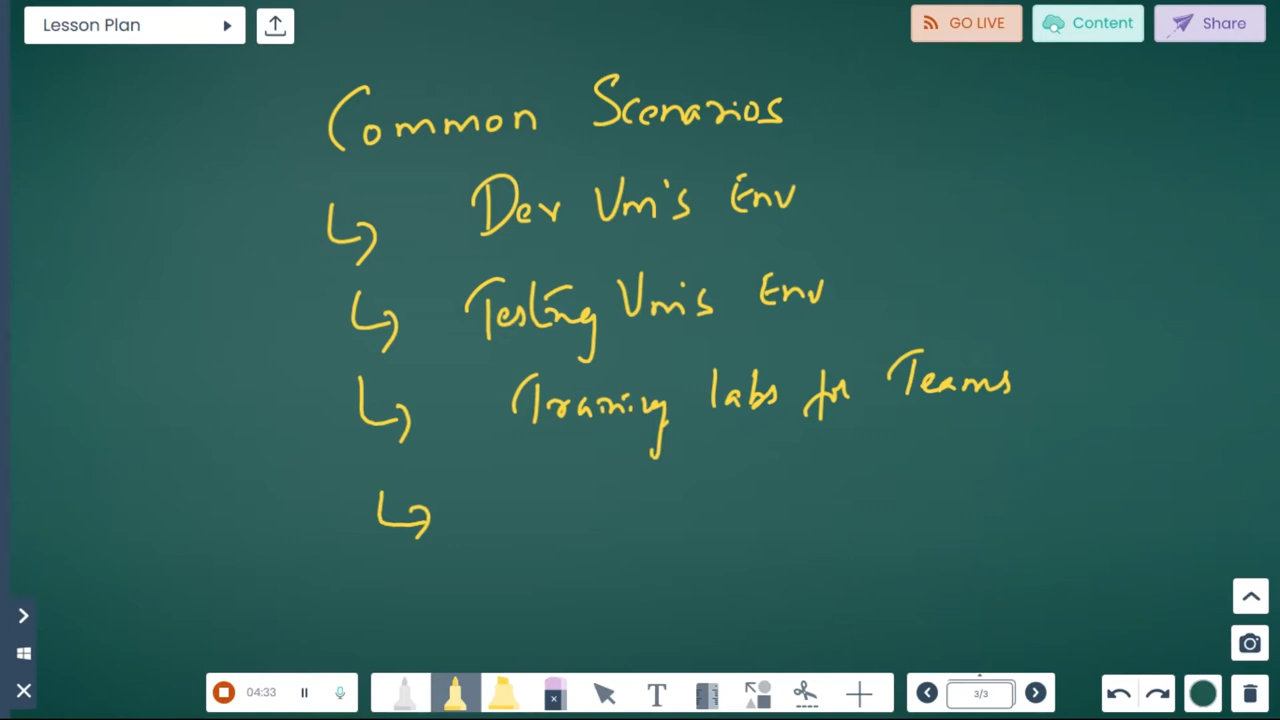 Lesson Plan
GO LIVE
Content
Share
Common Scenarios
Dev Vm's Env
Testing Vm's Env
Training labs for Teams
04:33
T
3/3